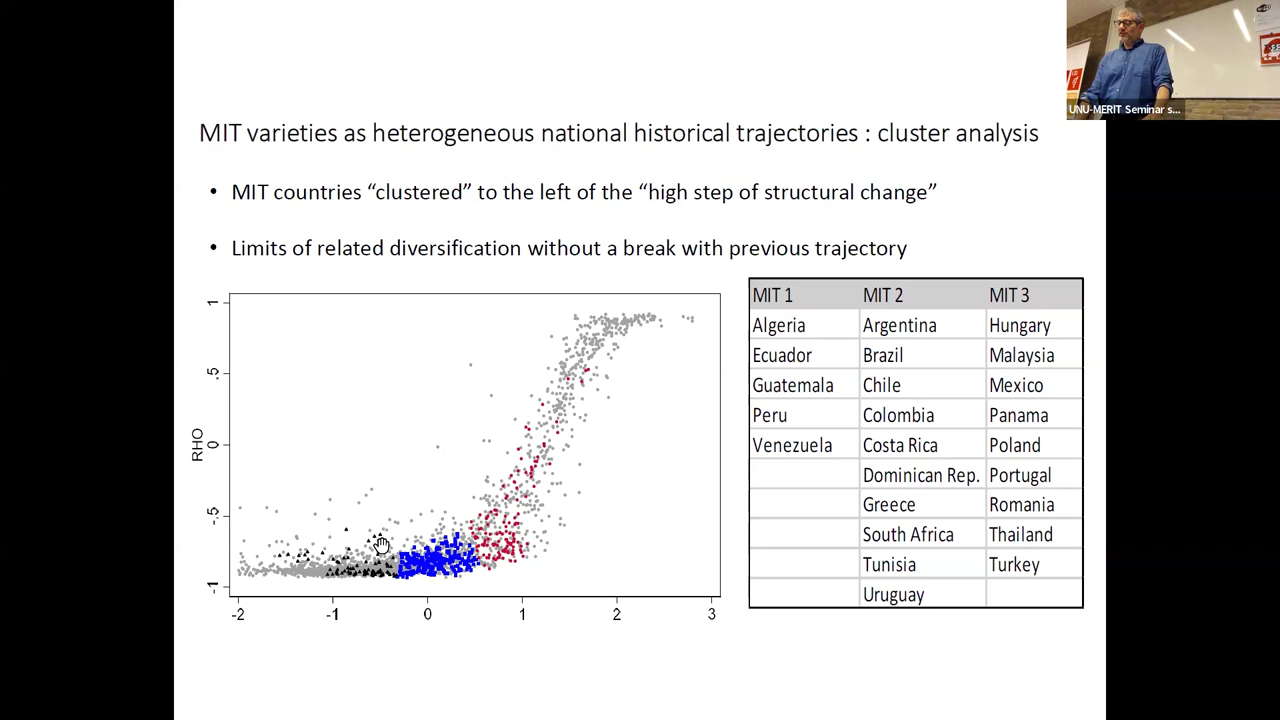 UNU-MERIT Seminar s...
MIT varieties as heterogeneous national historical trajectories : cluster analysis
• MIT countries “clustered” to the left of the “high step of structural change”
• Limits of related diversification without a break with previous trajectory
RHO
1
.5
0
-.5
-1
-2 -1 0 1 2 3
MIT 1 MIT 2 MIT 3
Algeria Argentina Hungary
Ecuador Brazil Malaysia
Guatemala Chile Mexico
Peru Colombia Panama
Venezuela Costa Rica Poland
Dominican Rep. Portugal
Greece Romania
South Africa Thailand
Tunisia Turkey
Uruguay